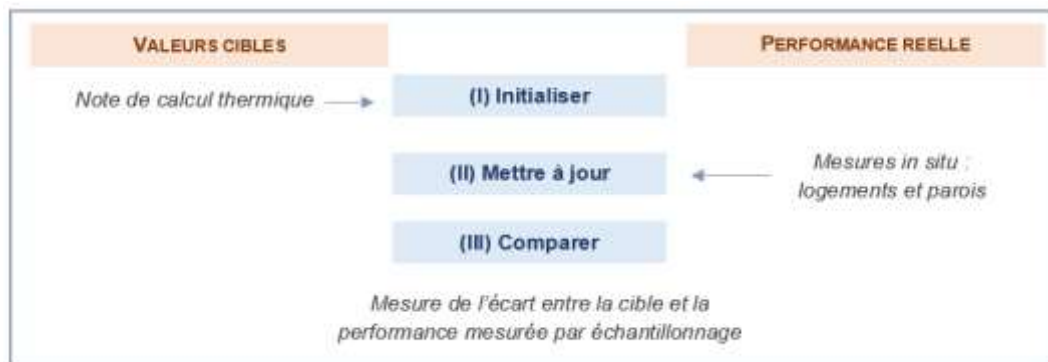 VALEURS CIBLES
PERFORMANCE REELLE
Note de calcul thermique
(I) Initialiser
(II) Mettre à jour
Mesures in situ :
logements et parois
(III) Comparer
Mesure de l'écart entre la cible et la
performance mesurée par échantillonnage